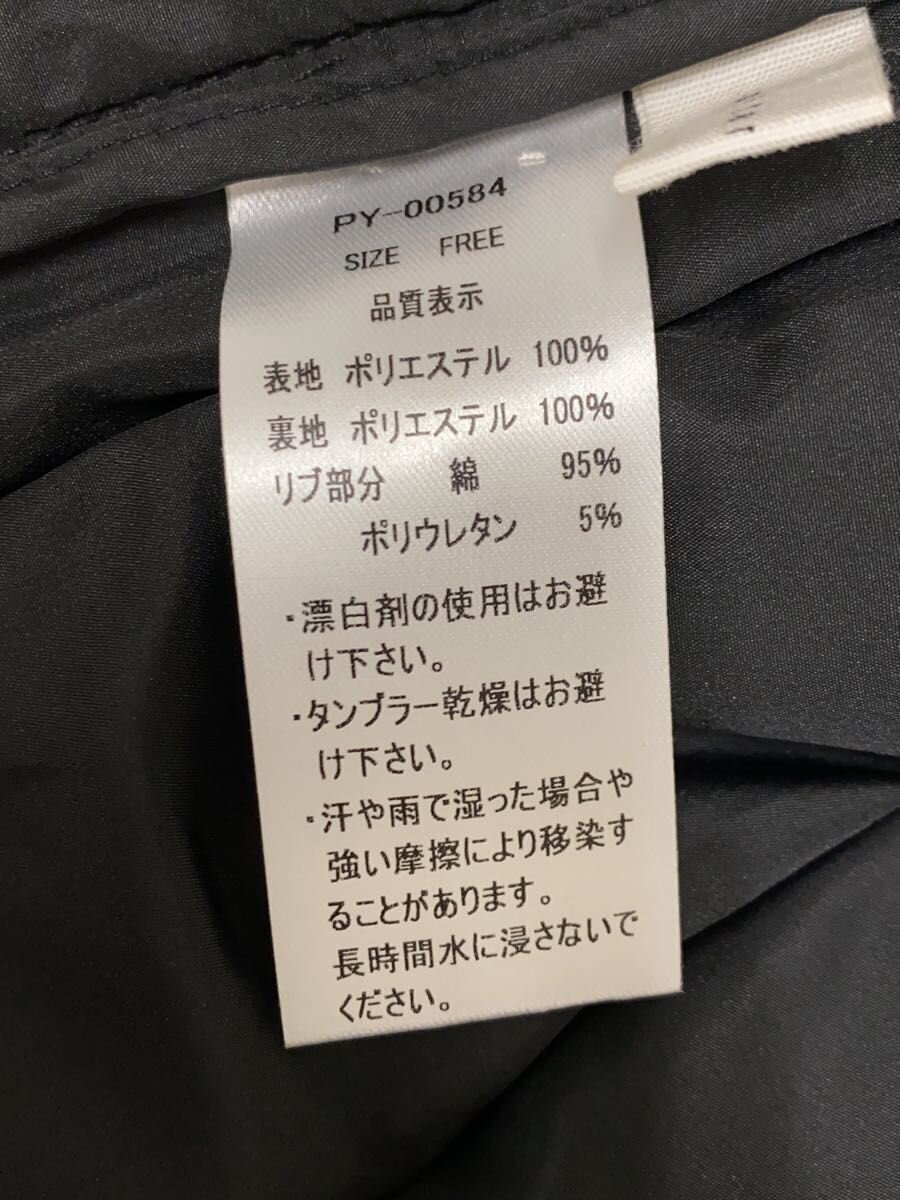 PY-00584
SIZE FREE
品質表示
表地 ポリエステル 100%
裏地 ポリエステル 100%
リブ部分 綿 95%
ポリウレタン 5%
・漂白剤の使用はお避
け下さい。
・タンブラー乾燥はお避
け下さい。
・汗や雨で湿った場合や
強い摩擦により移染す
ることがあります。
長時間水に浸さないで
ください。